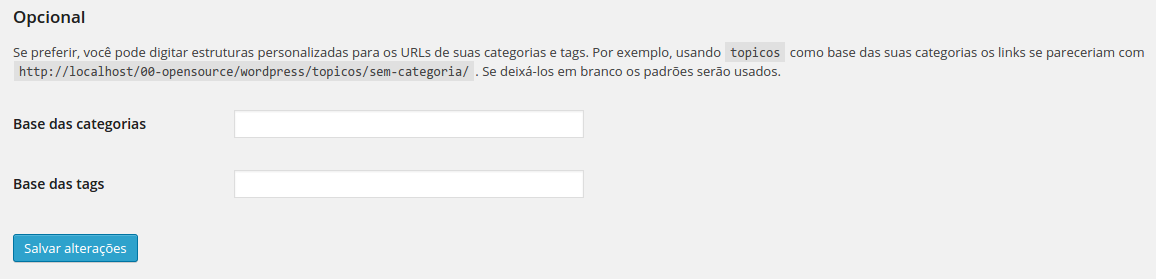 Opcional
Se preferir, você pode digitar estruturas personalizadas para os URLs de suas categorias e tags. Por exemplo, usando topicos como base das suas categorias os links se pareceriam com
http://localhost/00-opensource/wordpress/topicos/sem-categoria/ . Se deixá-los em branco os padrões serão usados.
Base das categorias
Base das tags
Salvar alterações